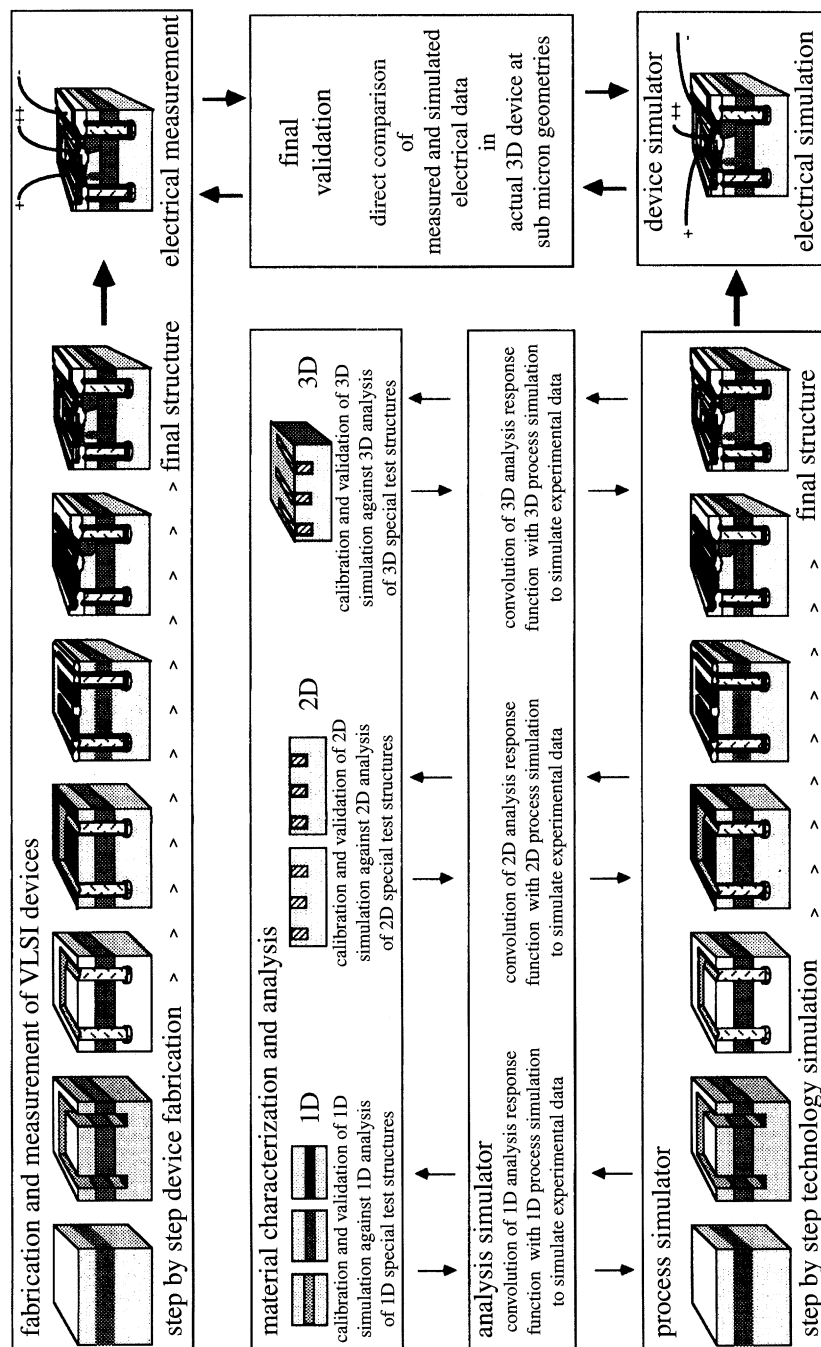 fabrication and measurement of VLSI devices
step by step device fabrication > > > > > > > > > > > > final structure
electrical measurement
+ ++ -
material characterization and analysis
1D
calibration and validation of 1D
simulation against 1D analysis
of 1D special test structures
2D
calibration and validation of 2D
simulation against 2D analysis
of 2D special test structures
3D
calibration and validation of 3D
simulation against 3D analysis
of 3D special test structures
final
validation
direct comparison
of
measured and simulated
electrical data
in
actual 3D device at
sub micron geometries
analysis simulator
convolution of 1D analysis response
function with 1D process simulation
to simulate experimental data
convolution of 2D analysis response
function with 2D process simulation
to simulate experimental data
convolution of 3D analysis response
function with 3D process simulation
to simulate experimental data
process simulator
step by step technology simulation > > > > > > > final structure
device simulator
+ ++ -
electrical simulation